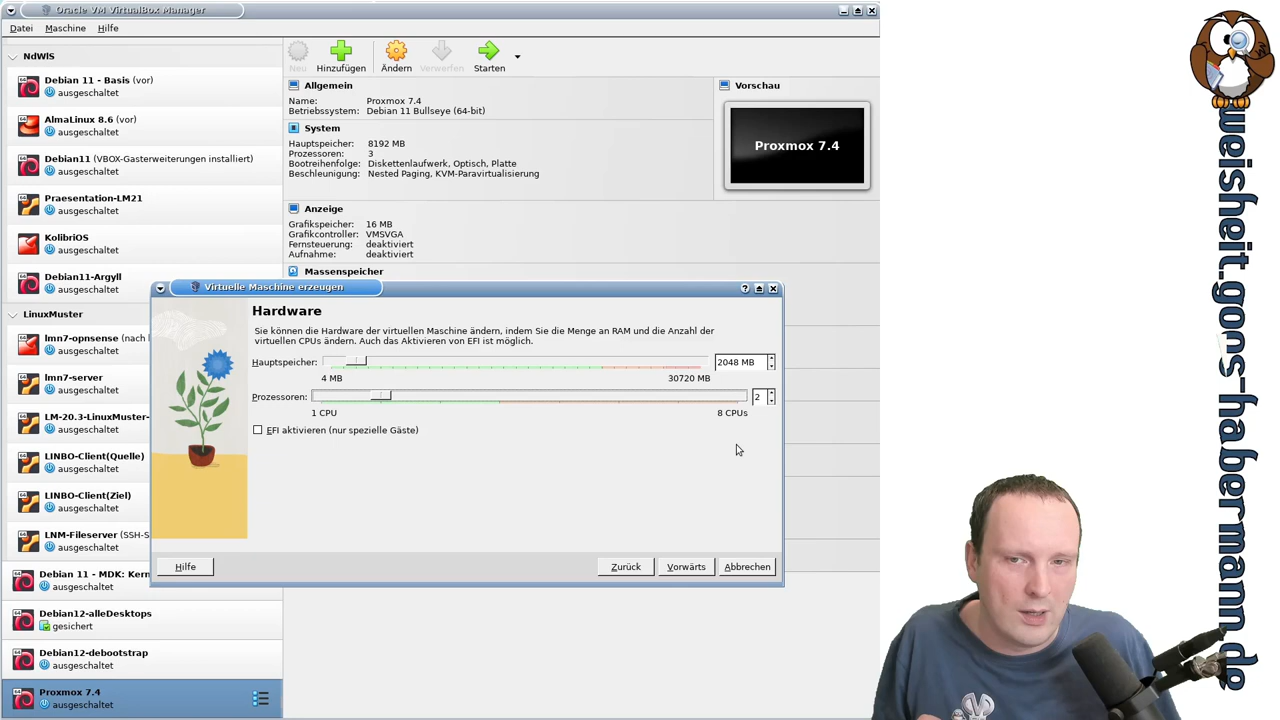 Oracle VM VirtualBox Manager
Datei Maschine Hilfe
NdWIS
Debian 11 - Basis (vor)
ausgeschaltet
AlmaLinux 8.6 (vor)
ausgeschaltet
Debian11 (VBOX-Gasterweiterungen installiert)
ausgeschaltet
Praesentation-LM21
ausgeschaltet
KolibriOS
ausgeschaltet
Debian11-Argyll
ausgeschaltet
LinuxMuster
lmn7-opnsense (nach
ausgeschaltet
lmn7-server
ausgeschaltet
LM-20.3-LinuxMuster-
ausgeschaltet
LINBO-Client(Quelle)
ausgeschaltet
LINBO-Client(Ziel)
ausgeschaltet
LNM-Fileserver (SSH-S
ausgeschaltet
Debian 11 - MDK: Kern
ausgeschaltet
Debian12-alleDesktops
gesichert
Debian12-debootstrap
ausgeschaltet
Proxmox 7.4
ausgeschaltet
Neu Hinzufügen Ändern Verwerfen Starten
Allgemein
Name: Proxmox 7.4
Betriebssystem: Debian 11 Bullseye (64-bit)
System
Hauptspeicher: 8192 MB
Prozessoren: 3
Bootreihenfolge: Diskettenlaufwerk, Optisch, Platte
Beschleunigung: Nested Paging, KVM-Paravirtualisierung
Anzeige
Grafikspeicher: 16 MB
Grafikcontroller: VMSVGA
Fernsteuerung: deaktiviert
Aufnahme: deaktiviert
Massenspeicher
Vorschau
Proxmox 7.4
Virtuelle Maschine erzeugen
Hardware
Sie können die Hardware der virtuellen Maschine ändern, indem Sie die Menge an RAM und die Anzahl der
virtuellen CPUs ändern. Auch das Aktivieren von EFI ist möglich.
Hauptspeicher: 2048 MB
4 MB 30720 MB
Prozessoren: 2
1 CPU 8 CPUs
EFI aktivieren (nur spezielle Gäste)
Hilfe Zurück Vorwärts Abbrechen
weisheit.gons-habermann.de